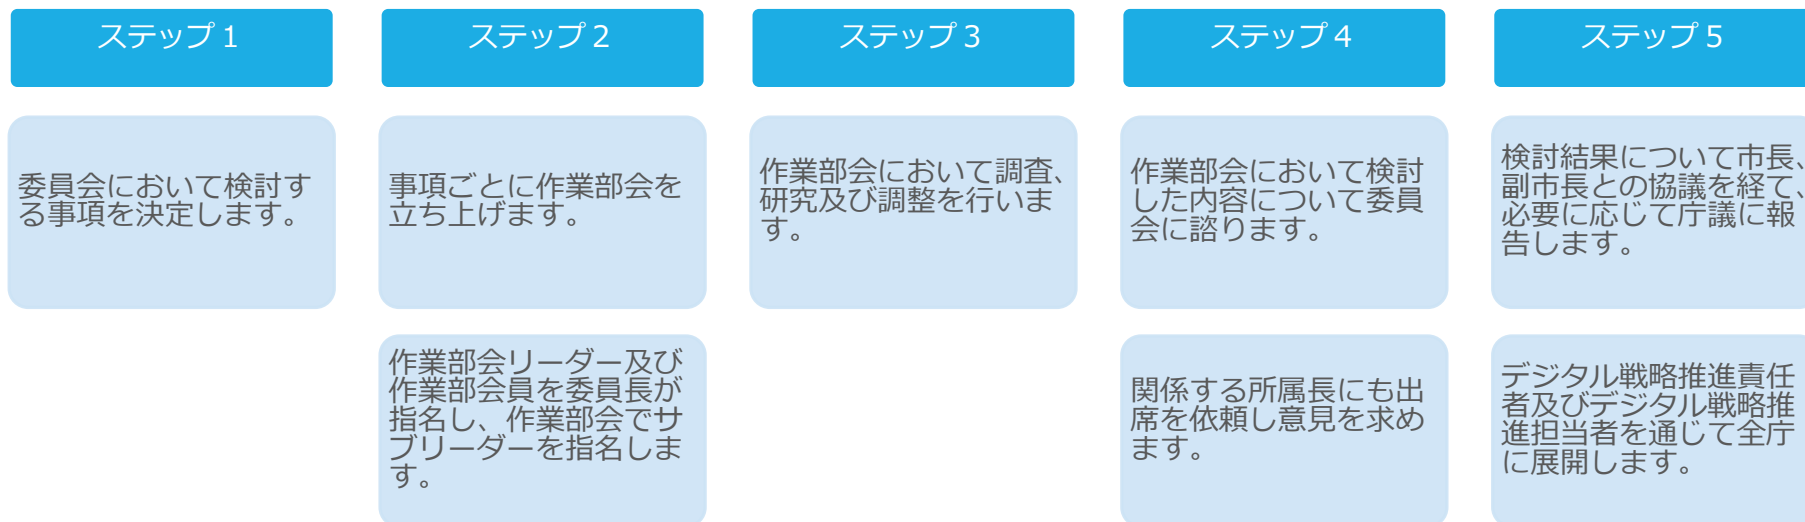 ステップ１
委員会において検討す
る事項を決定します。
ステップ２
事項ごとに作業部会を
立ち上げます。
作業部会リーダー及び
作業部会員を委員長が
指名し、作業部会でサ
ブリーダーを指名しま
す。
ステップ３
作業部会において調査、
研究及び調整を行いま
す。
ステップ４
作業部会において検討
した内容について委員
会に諮ります。
関係する所属長にも出
席を依頼し意見を求め
ます。
ステップ５
検討結果について市長、
副市長との協議を経て、
必要に応じて庁議に報
告します。
デジタル戦略推進責任
者及びデジタル戦略推
進担当者を通じて全庁
に展開します。